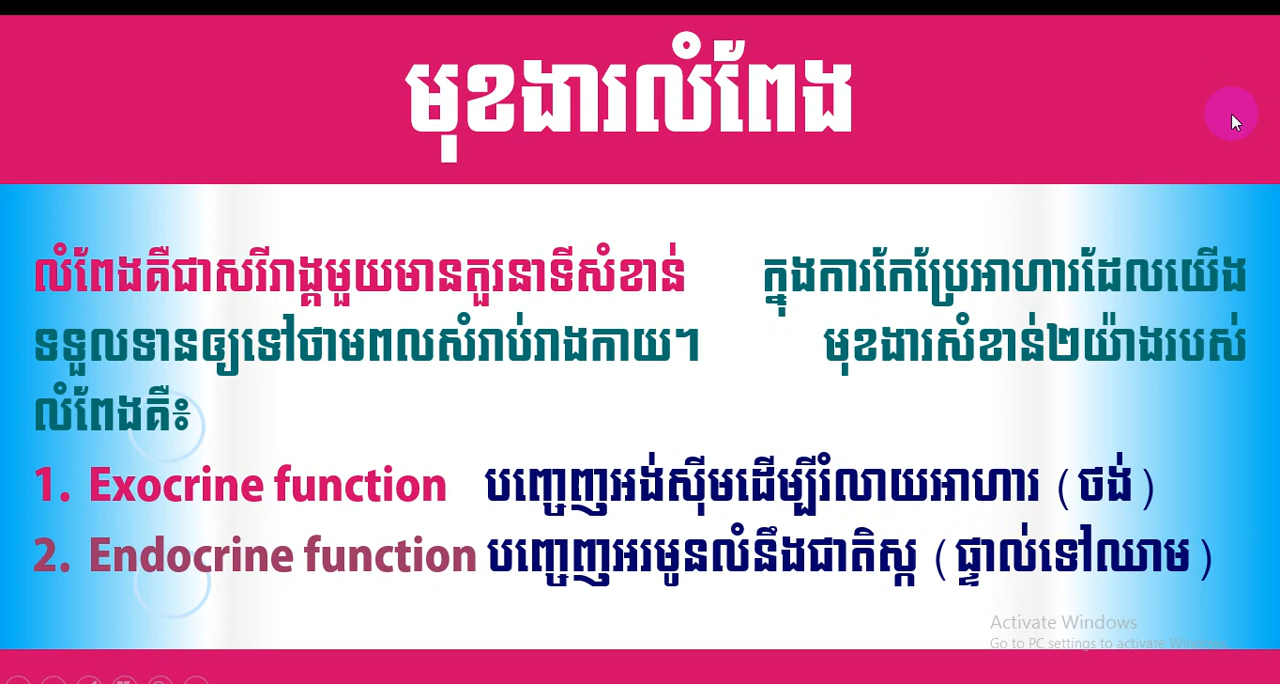 មុខងារលំពែង
លំពែងគឺជាសរីរាង្គមួយមានតួរនាទីសំខាន់ ក្នុងការកែប្រែអាហារដែលយើង
ទទួលទានឲ្យទៅថាមពលសំរាប់រាងកាយ។ មុខងារសំខាន់២យ៉ាងរបស់
លំពែងគឺ៖
1. Exocrine function បញ្ចេញអង់ស៊ីមដើម្បីរំលាយអាហារ (ថង់)
2. Endocrine function បញ្ចេញអរមូនលំនឹងជាតិស្ក (ផ្ទាល់ទៅឈាម)
Activate Windows
Go to PC settings to activate Windows.